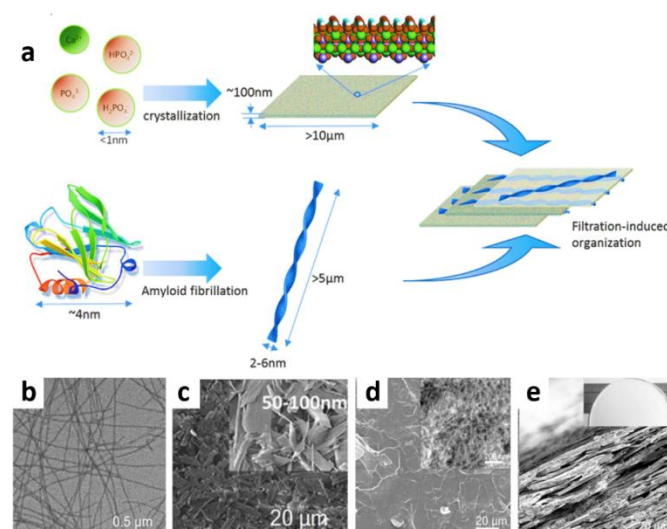 a
Ca²⁺
HPO₄²⁻
PO₄³⁻
H₂PO₄⁻
<1nm
crystallization
~100nm
>10μm
~4nm
Amyloid fibrillation
>5μm
2-6nm
Filtration-induced
organization
b
0.5 μm
c
50-100nm
20 μm
d
20 μm
e